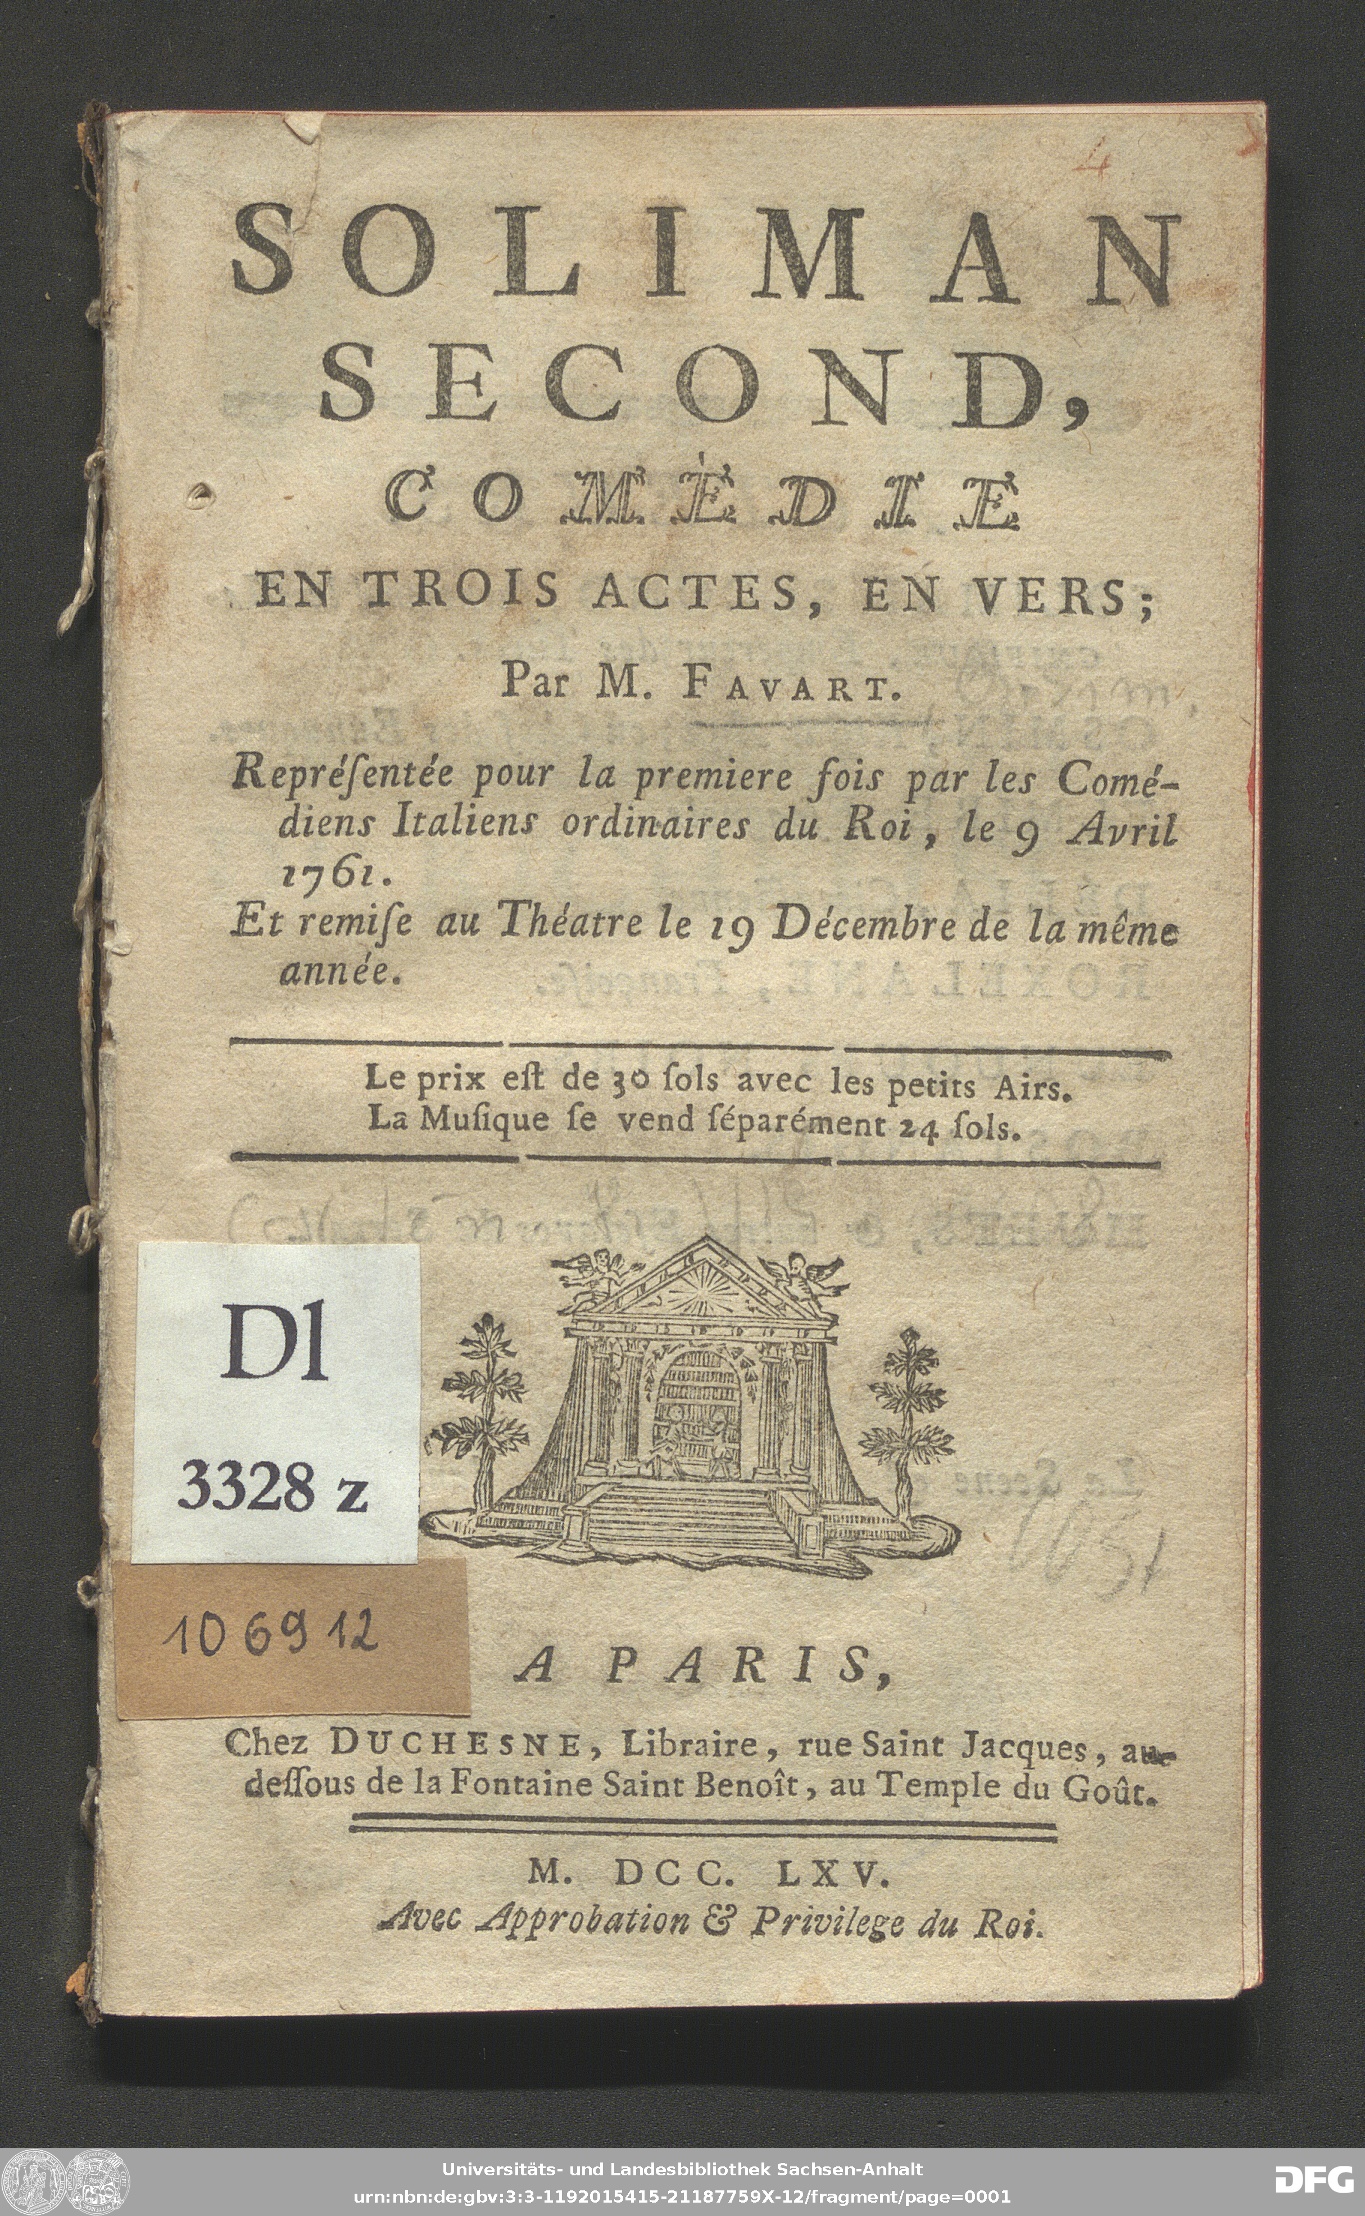 4
SOLIMAN
SECOND,
COMÉDIE
EN TROIS ACTES, EN VERS;
Par M. FAVART.
Repréſentée pour la premiere fois par les Comé-
diens Italiens ordinaires du Roi, le 9 Avril
1761.
Et remiſe au Théatre le 19 Décembre de la même
année.
Le prix eſt de 30 ſols avec les petits Airs.
La Muſique ſe vend ſéparément 24 ſols.
Dl
3328 z
10 69 12
A PARIS,
Chez DUCHESNE, Libraire, rue Saint Jacques, au-
deſſous de la Fontaine Saint Benoît, au Temple du Goût.
M. DCC. LXV.
Avec Approbation & Privilege du Roi.
Universitäts- und Landesbibliothek Sachsen-Anhalt
urn:nbn:de:gbv:3:3-1192015415-21187759X-12/fragment/page=0001
DFG